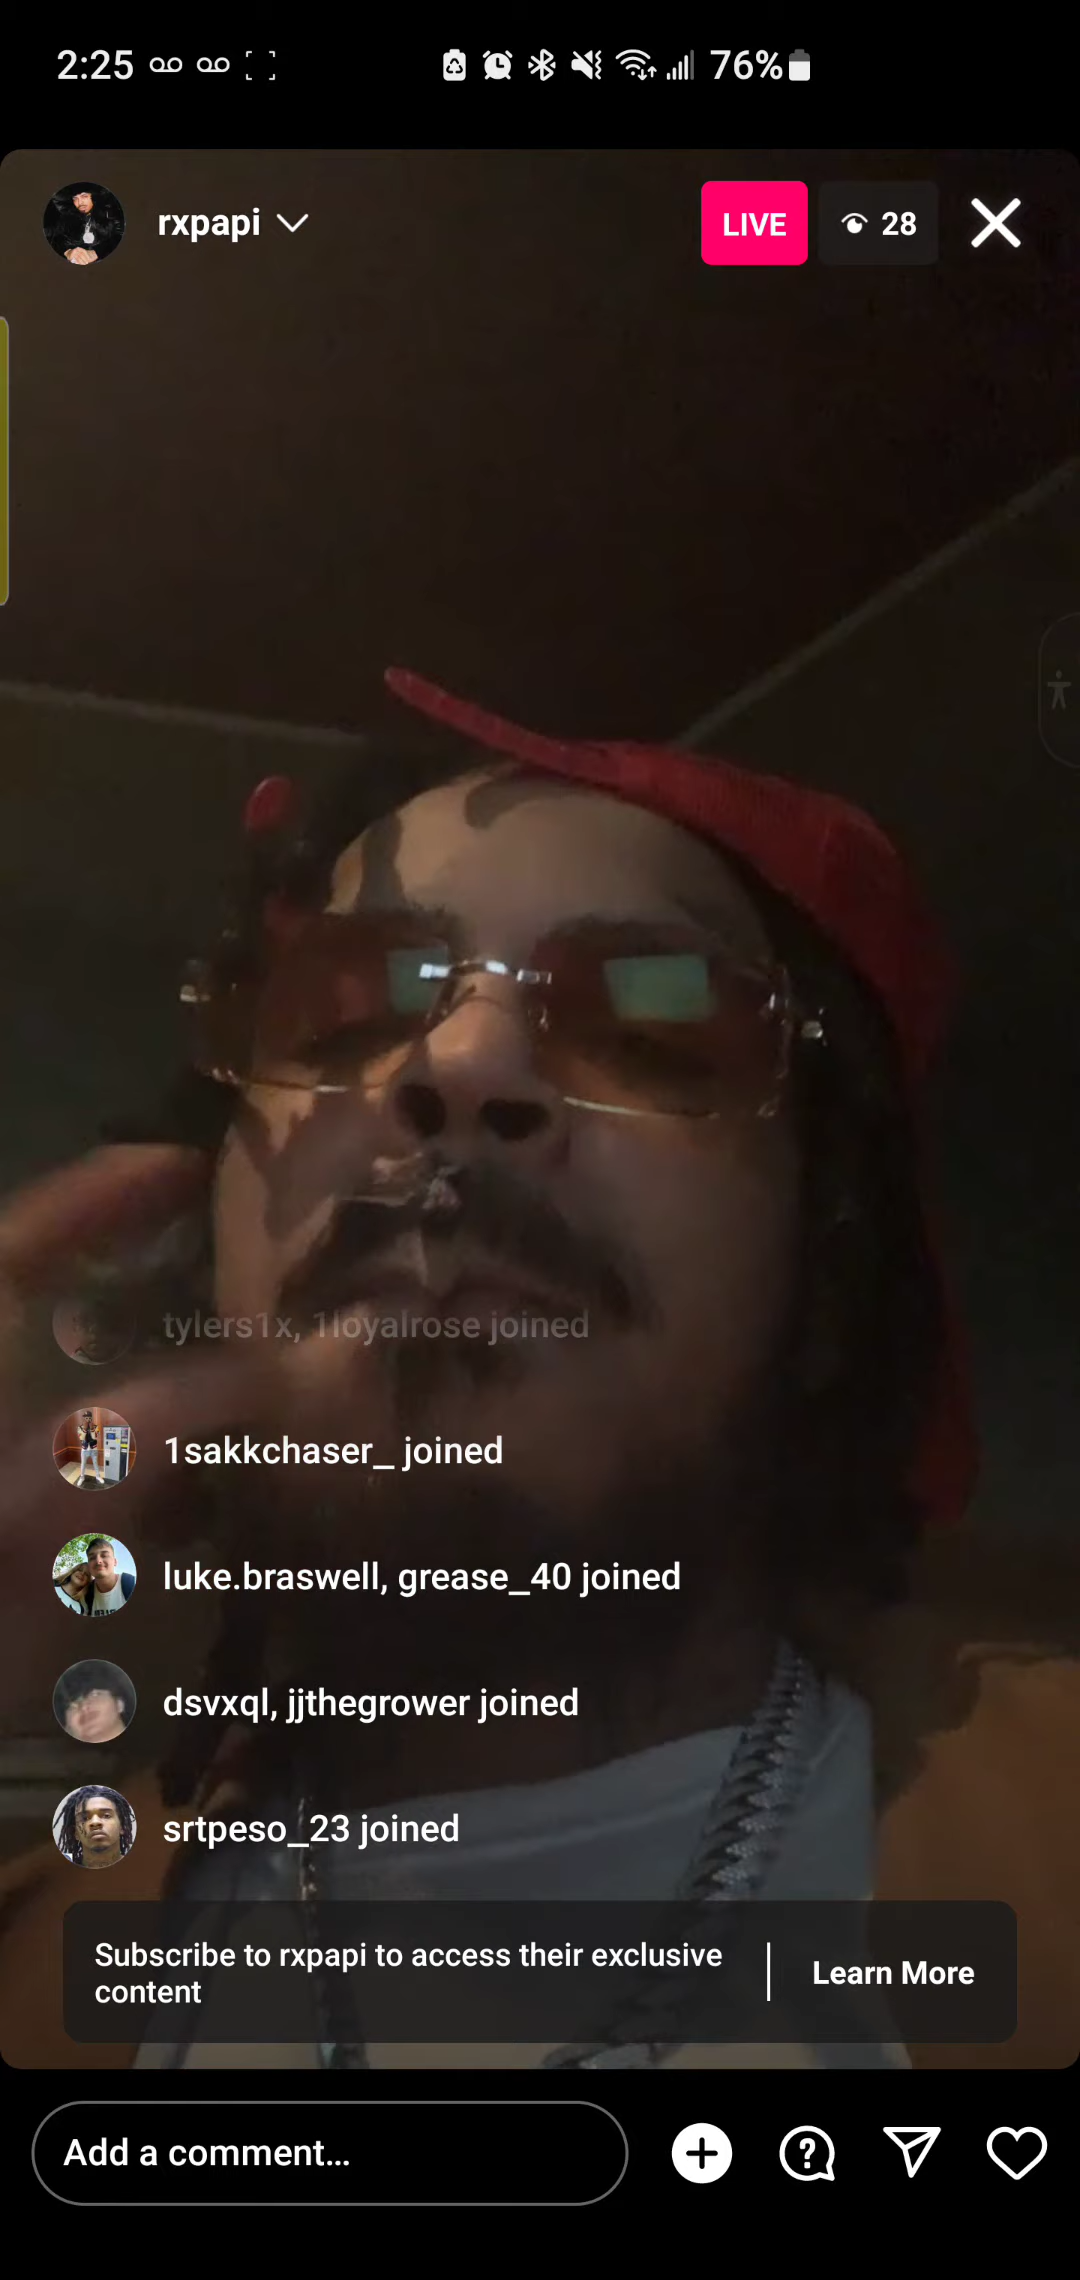 2:25
76%
rxpapi
LIVE
28
tylers1x, 1loyalrose joined
1sakkchaser_ joined
luke.braswell, grease_40 joined
dsvxql, jjthegrower joined
srtpeso_23 joined
Subscribe to rxpapi to access their exclusive
content
Learn More
Add a comment...